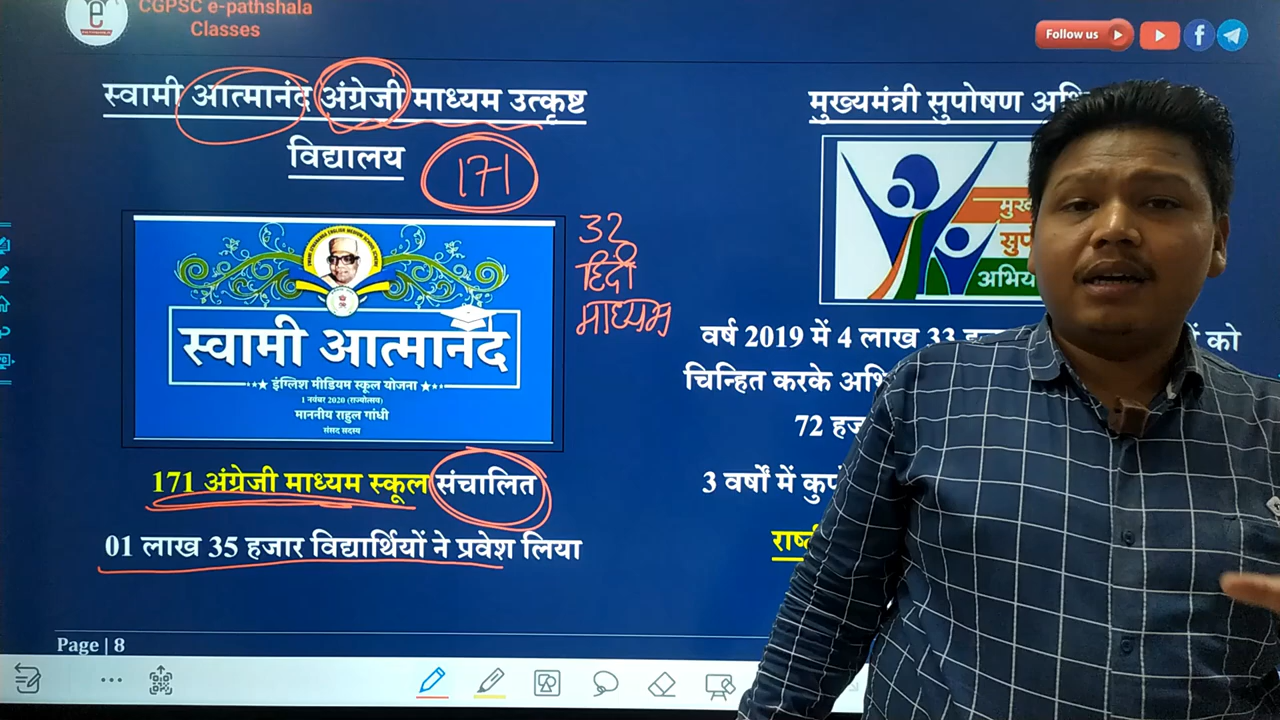 CGPSC e-pathshala
Classes
e
Follow us
स्वामी आत्मानंद अंग्रेजी माध्यम उत्कृष्ट
विद्यालय
171
32
हिंदी
माध्यम
स्वामी आत्मानंद
इंग्लिश मीडियम स्कूल योजना
1 नवंबर 2020 (राज्योत्सव)
माननीय राहुल गांधी
संसद सदस्य
171 अंग्रेजी माध्यम स्कूल संचालित
01 लाख 35 हजार विद्यार्थियों ने प्रवेश लिया
Page | 8
मुख्यमंत्री सुपोषण
वर्ष 2019 में 4 लाख 33 को
चिन्हित करके
72
3 वर्षों में